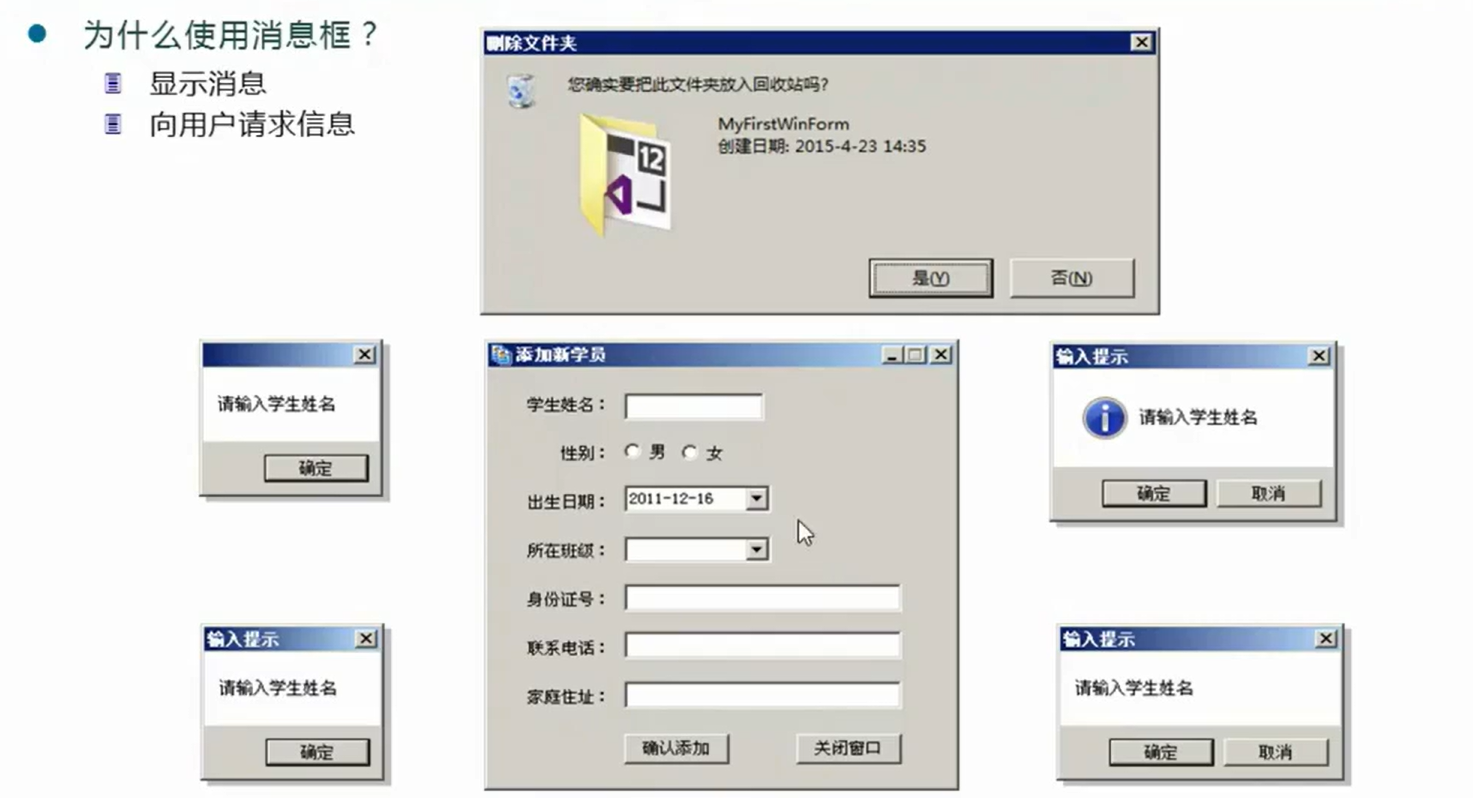 为什么使用消息框？
显示消息
向用户请求信息
删除文件夹
您确实要把此文件夹放入回收站吗?
12
MyFirstWinForm
创建日期: 2015-4-23 14:35
是(Y)
否(N)
请输入学生姓名
确定
输入提示
请输入学生姓名
确定
添加新学员
学生姓名：
性别： 男 女
出生日期： 2011-12-16
所在班级：
身份证号：
联系电话：
家庭住址：
确认添加
关闭窗口
输入提示
请输入学生姓名
确定
取消
输入提示
请输入学生姓名
确定
取消